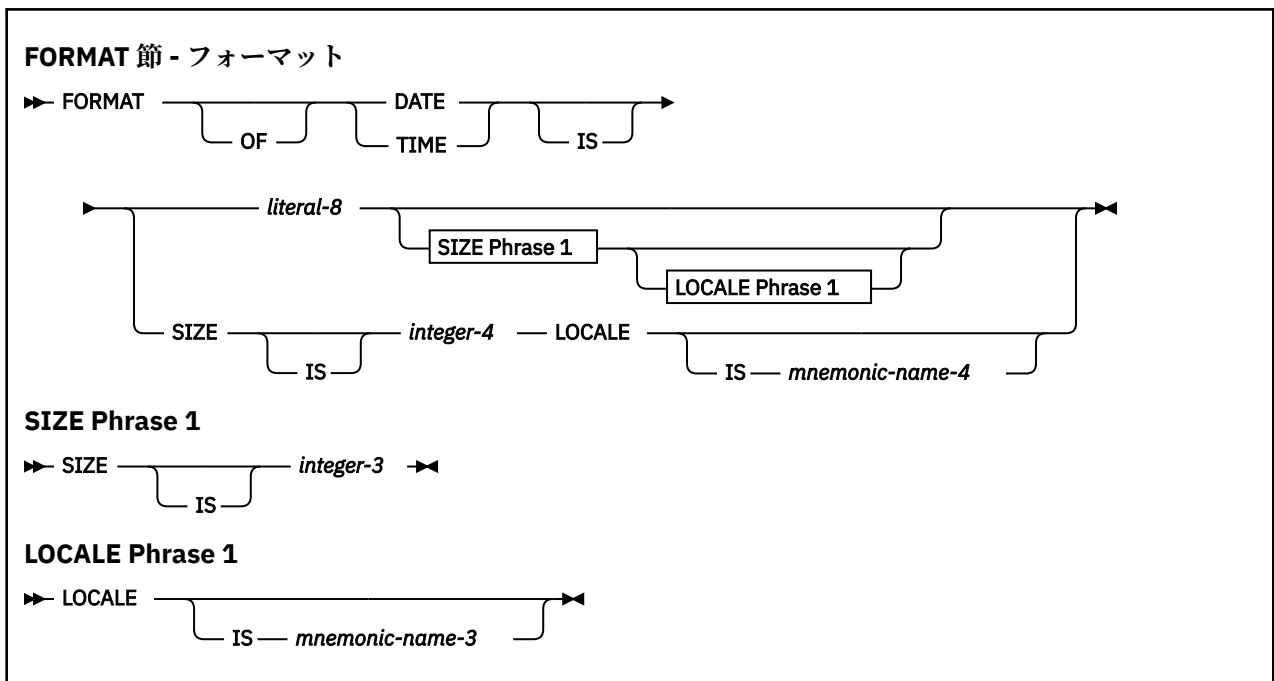 FORMAT 節 - フォーマット
FORMAT OF DATE TIME IS
literal-8
SIZE Phrase 1
LOCALE Phrase 1
SIZE IS integer-4 LOCALE IS mnemonic-name-4
SIZE Phrase 1
SIZE IS integer-3
LOCALE Phrase 1
LOCALE IS mnemonic-name-3